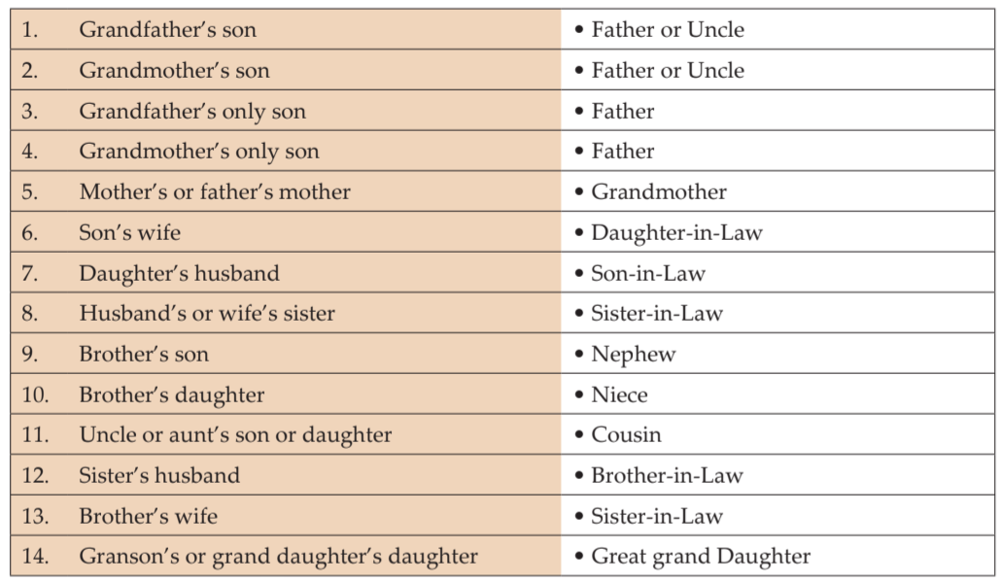 1. Grandfather's son • Father or Uncle
2. Grandmother's son • Father or Uncle
3. Grandfather's only son • Father
4. Grandmother's only son • Father
5. Mother's or father's mother • Grandmother
6. Son's wife • Daughter-in-Law
7. Daughter's husband • Son-in-Law
8. Husband's or wife's sister • Sister-in-Law
9. Brother's son • Nephew
10. Brother's daughter • Niece
11. Uncle or aunt's son or daughter • Cousin
12. Sister's husband • Brother-in-Law
13. Brother's wife • Sister-in-Law
14. Granson's or grand daughter's daughter • Great grand Daughter